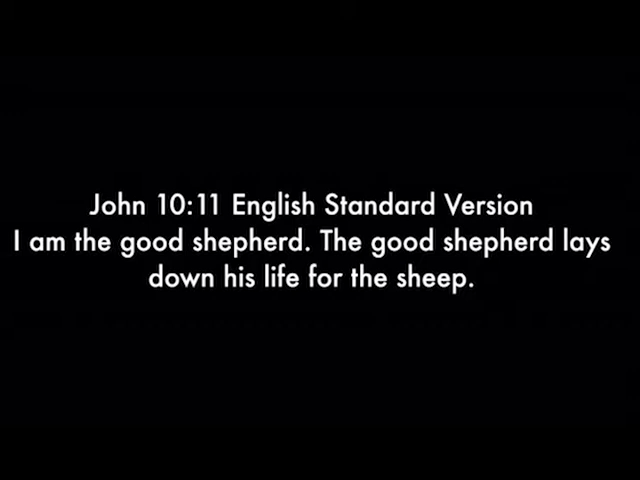 John 10:11 English Standard Version
I am the good shepherd. The good shepherd lays
down his life for the sheep.